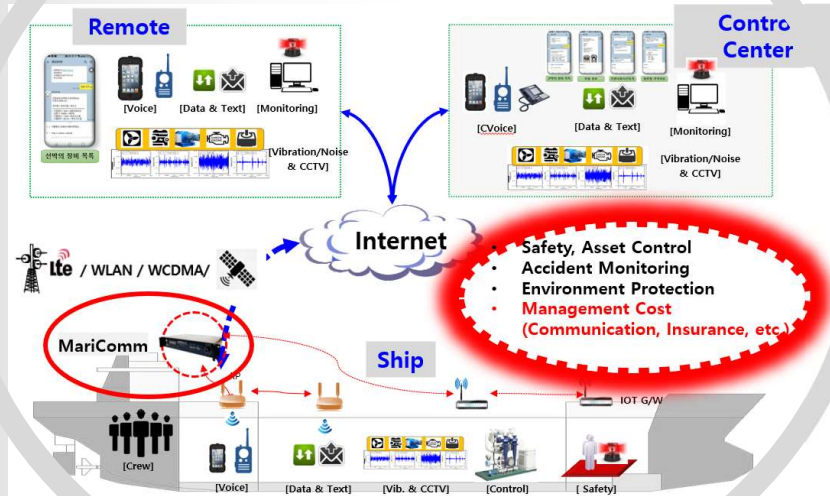 Remote
[Voice]
[Data & Text]
[Monitoring]
[Vibration/Noise
& CCTV]
선박의 장비 목록
Control
Center
[CVoice]
[Data & Text]
[Monitoring]
[Vibration/Noise
& CCTV]
Internet
Lte / WLAN / WCDMA/
• Safety, Asset Control
• Accident Monitoring
• Environment Protection
• Management Cost
(Communication, Insurance, etc.)
MariComm
Ship
IOT G/W
[Crew]
[Voice]
[Data & Text]
[Vib. & CCTV]
[Control]
[ Safety]